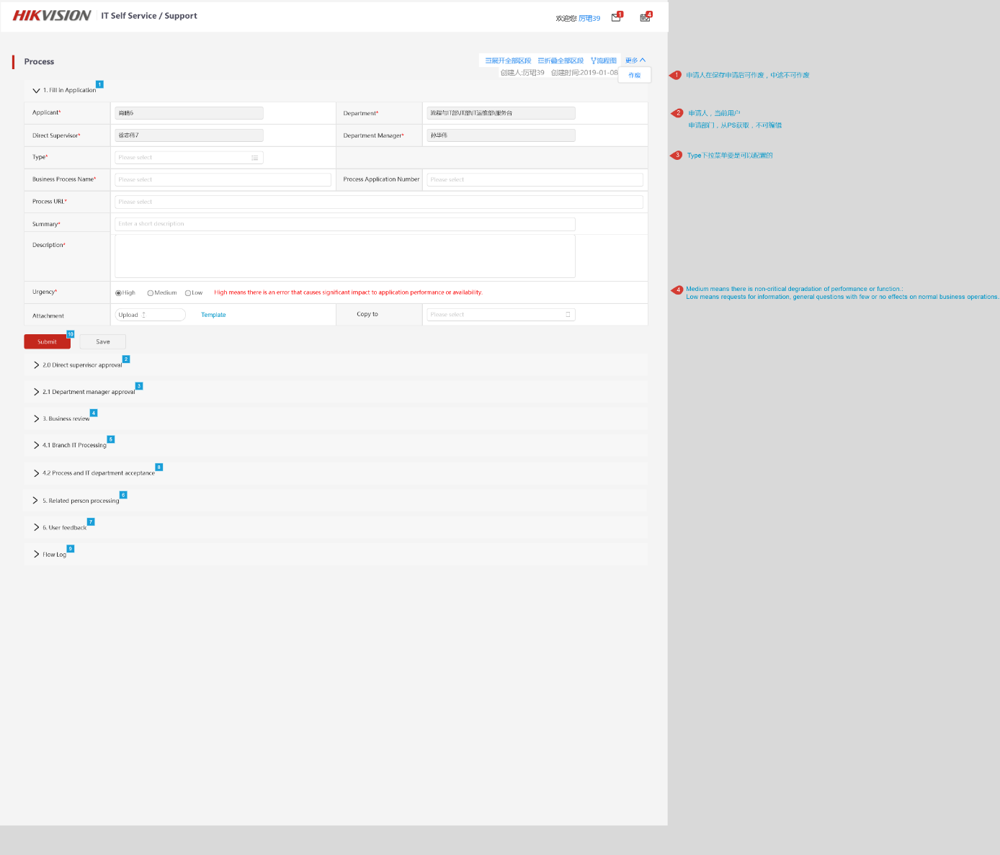 HIKVISION IT Self Service / Support
欢迎您 厉珺39 1 4
Process
展开全部区段 折叠全部区段 流程图 更多
创建人:厉珺39 创建时间:2019-01-08
作废
1 申请人在保存申请后可作废，中途不可作废
1. Fill in Application 1
Applicant* 肖晴6 Department* 流程与IT部\IT部\IT运维部\服务台
2 申请人，当前用户
申请部门，从PS获取，不可编辑
Direct Supervisor* 徐志伟7 Department Manager* 孙华伟
Type* Please select
3 Type下拉菜单要是可以配置的
Business Process Name* Please select Process Application Number Please select
Process URL* Please select
Summary* Enter a short description
Description*
Urgency* High Medium Low High means there is an error that causes significant impact to application performance or availability.
4 Medium means there is non-critical degradation of performance or function.:
Low means requests for information, general questions with few or no effects on normal business operations.
Attachment Upload Template Copy to Please select
Submit 10 Save
2.0 Direct supervisor approval 2
2.1 Department manager approval 3
3. Business review 4
4.1 Branch IT Processing 5
4.2 Process and IT department acceptance 8
5. Related person processing 6
6. User feedback 7
Flow Log 9